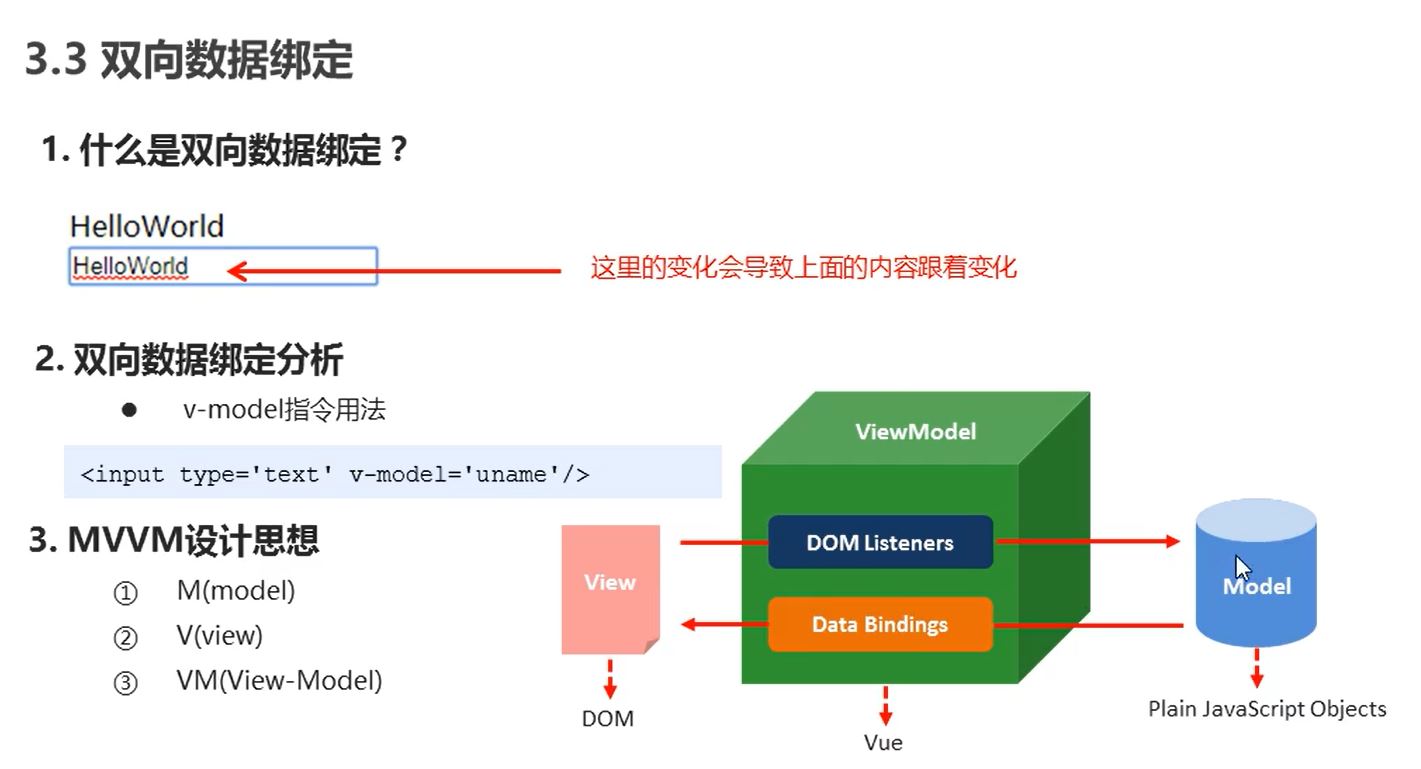 3.3 双向数据绑定
1. 什么是双向数据绑定？
HelloWorld
HelloWorld
这里的变化会导致上面的内容跟着变化
2. 双向数据绑定分析
● v-model指令用法
<input type='text' v-model='uname'/>
3. MVVM设计思想
① M(model)
② V(view)
③ VM(View-Model)
ViewModel
DOM Listeners
View
Model
Data Bindings
DOM
Vue
Plain JavaScript Objects